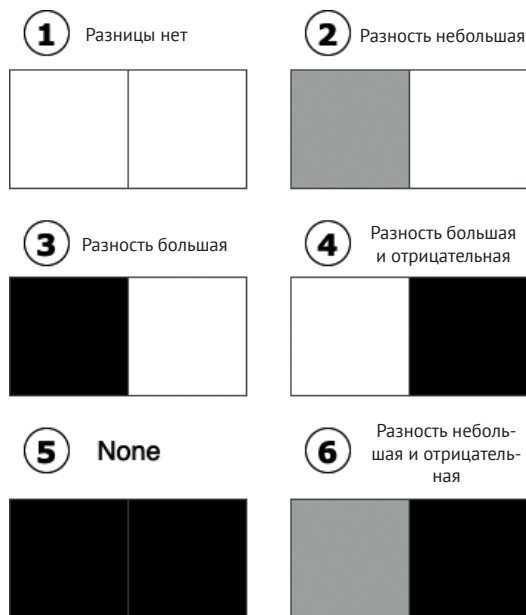 1 Разницы нет
2 Разность небольшая
3 Разность большая
4 Разность большая
и отрицательная
5 None
6 Разность неболь-
шая и отрицатель-
ная